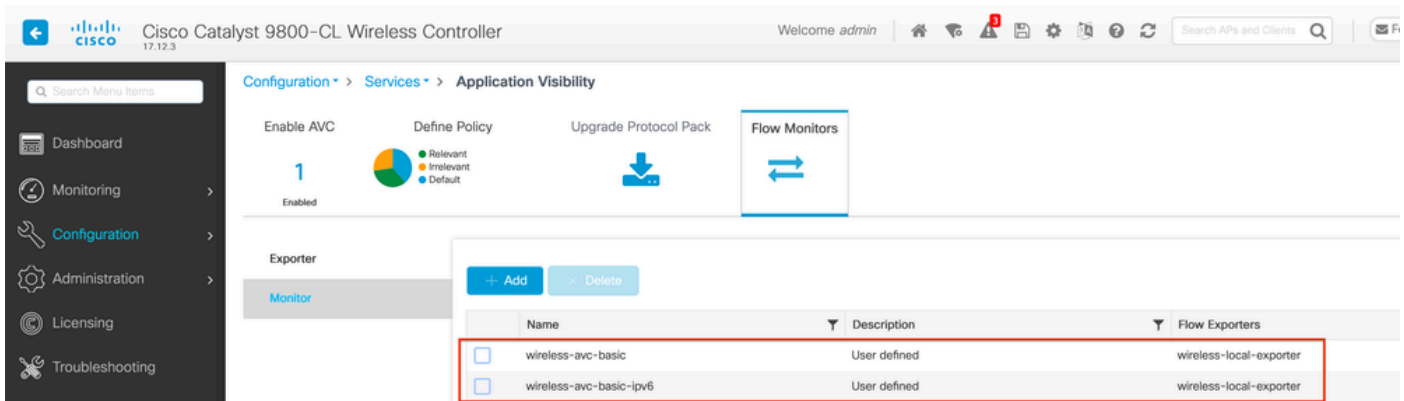 CISCO
Cisco Catalyst 9800-CL Wireless Controller
17.12.3
Welcome admin
3
Search APs and Clients
Search Menu Items
Dashboard
Monitoring
Configuration
Administration
Licensing
Troubleshooting
Configuration > Services > Application Visibility
Enable AVC
1
Enabled
Define Policy
Relevant
Irrelevant
Default
Upgrade Protocol Pack
Flow Monitors
Exporter
Monitor
+ Add × Delete
Name Description Flow Exporters
wireless-avc-basic User defined wireless-local-exporter
wireless-avc-basic-ipv6 User defined wireless-local-exporter